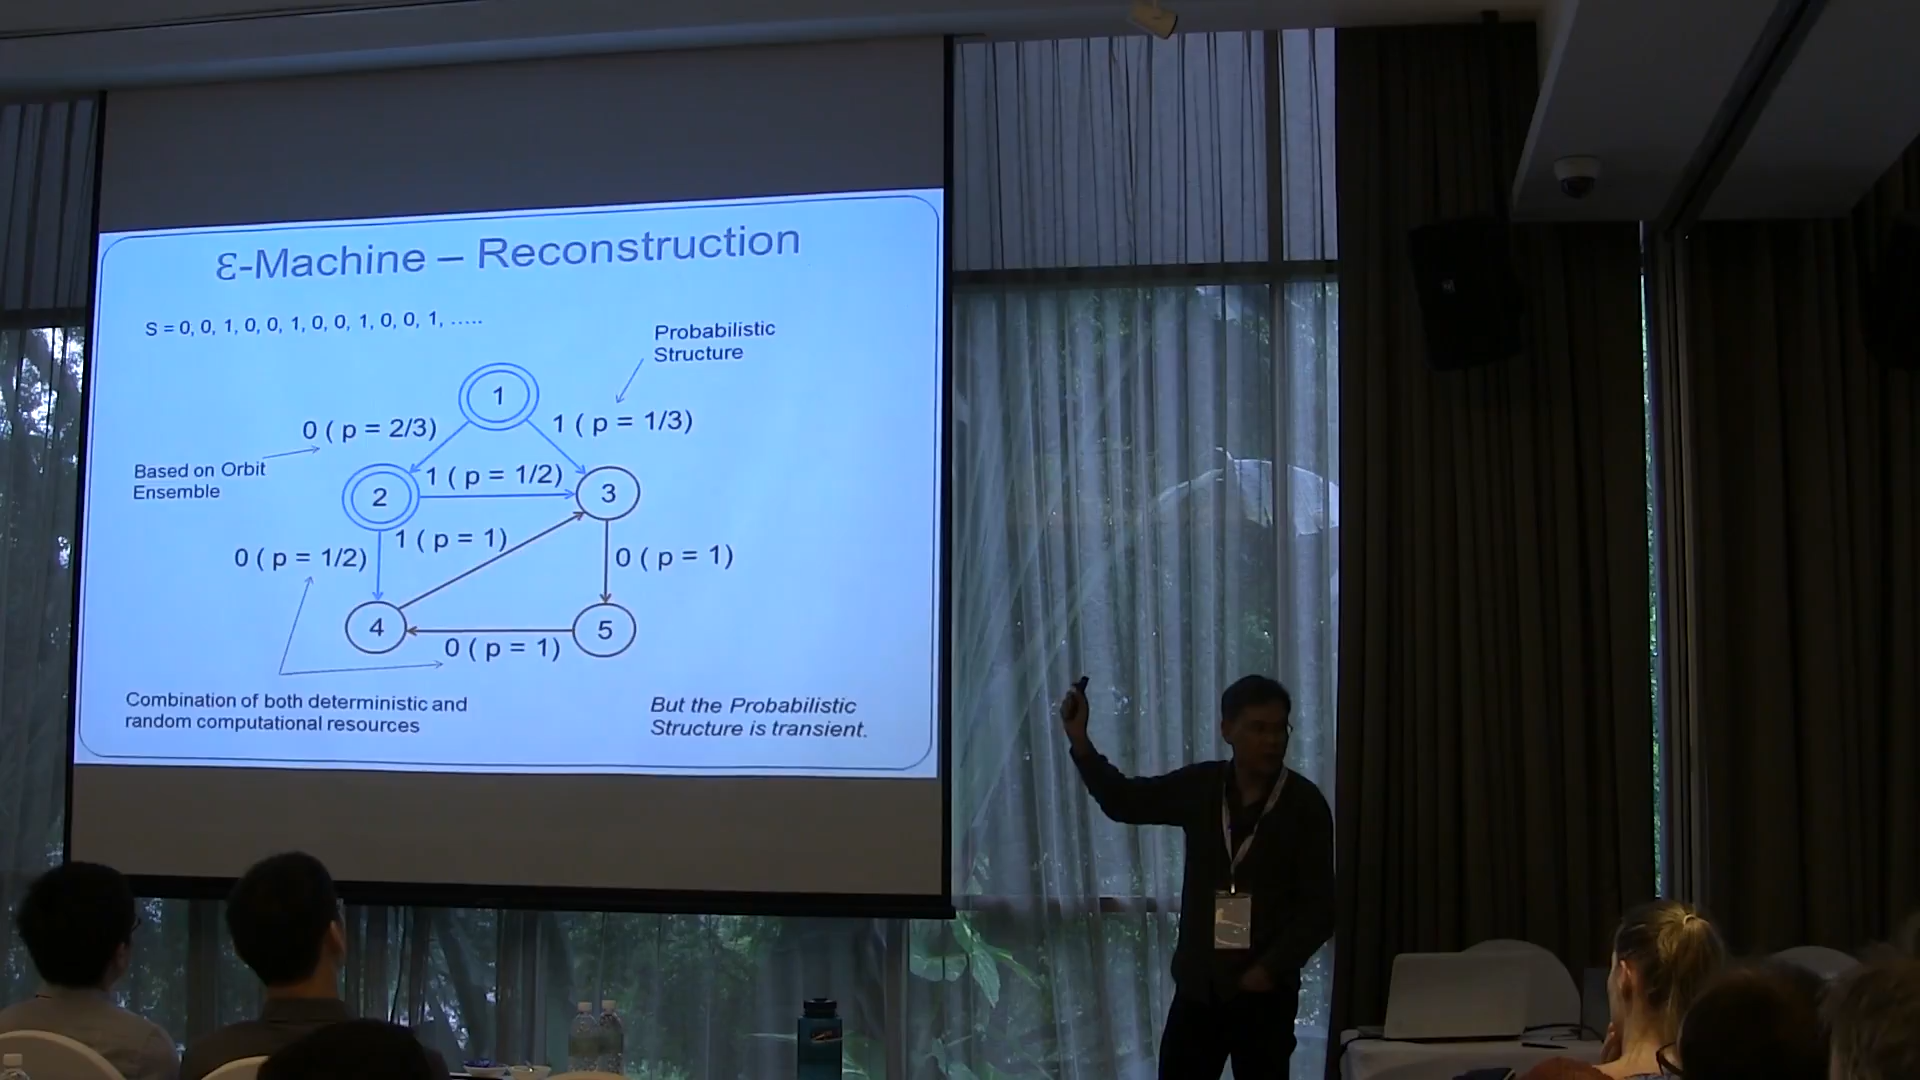 ε-Machine – Reconstruction
S = 0, 0, 1, 0, 0, 1, 0, 0, 1, 0, 0, 1, .....
Probabilistic
Structure
1
0 ( p = 2/3)
1 ( p = 1/3)
Based on Orbit
Ensemble
1 ( p = 1/2)
2
3
1 ( p = 1)
0 ( p = 1/2)
0 ( p = 1)
4
5
0 ( p = 1)
Combination of both deterministic and
random computational resources
But the Probabilistic
Structure is transient.